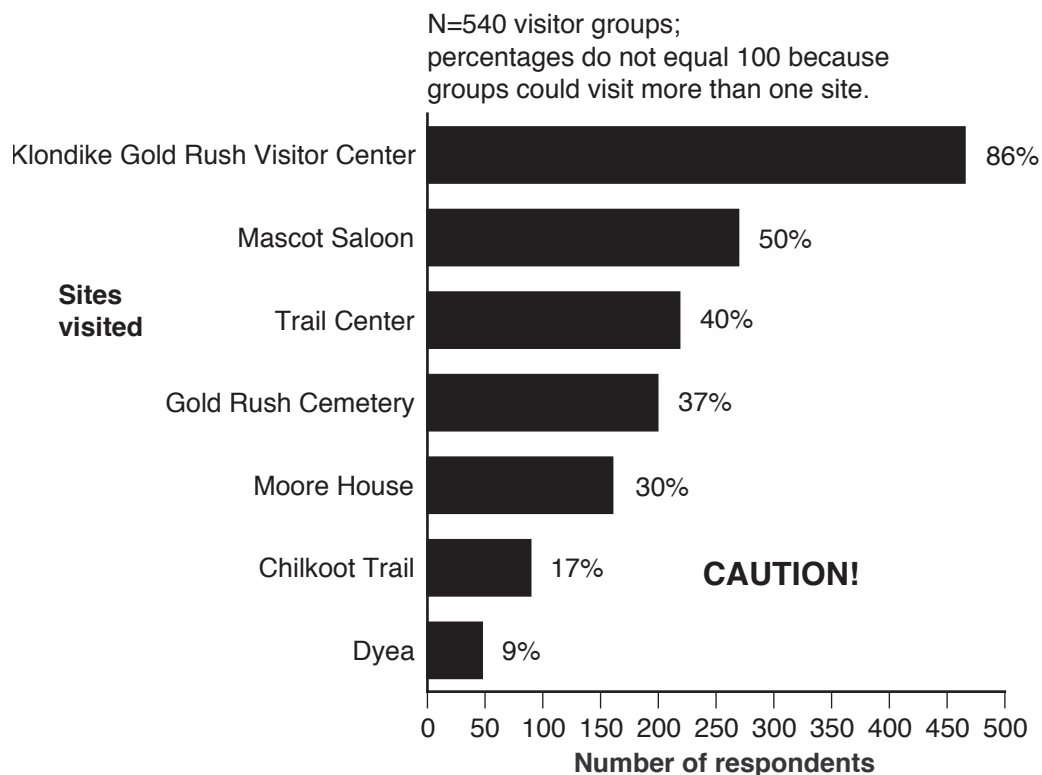 N=540 visitor groups;
percentages do not equal 100 because
groups could visit more than one site.
Klondike Gold Rush Visitor Center 86%
Mascot Saloon 50%
Sites
visited
Trail Center 40%
Gold Rush Cemetery 37%
Moore House 30%
Chilkoot Trail 17%
CAUTION!
Dyea 9%
0 50 100 150 200 250 300 350 400 450 500
Number of respondents